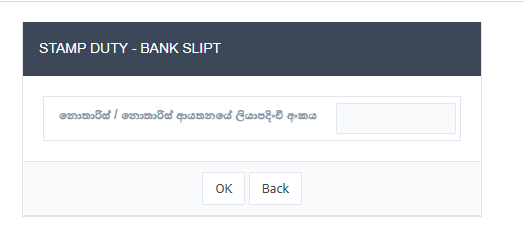 STAMP DUTY - BANK SLIPT
නොතාරිස් / නොතාරිස් ආයතනයේ ලියාපදිංචි අංකය
OK Back